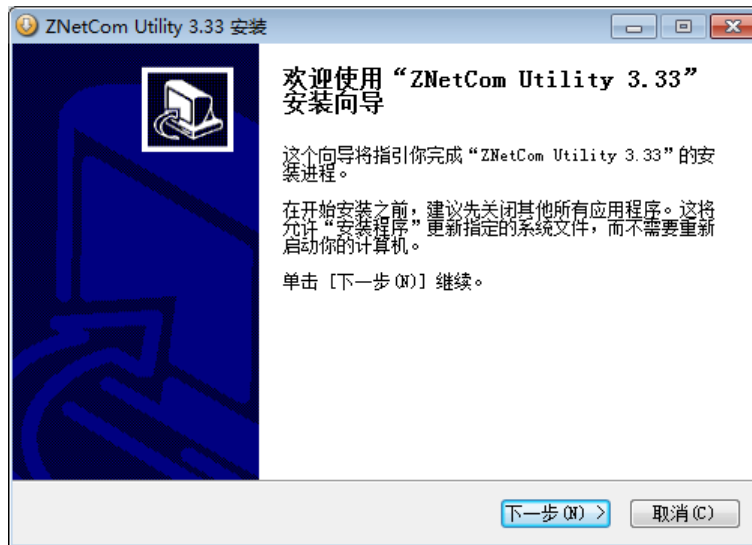 ZNetCom Utility 3.33 安装
欢迎使用“ZNetCom Utility 3.33”
安装向导
这个向导将指引你完成“ZNetCom Utility 3.33”的安
装进程。
在开始安装之前，建议先关闭其他所有应用程序。这将
允许“安装程序”更新指定的系统文件，而不需要重新
启动你的计算机。
单击 [下一步(N)] 继续。
下一步(N) >
取消(C)